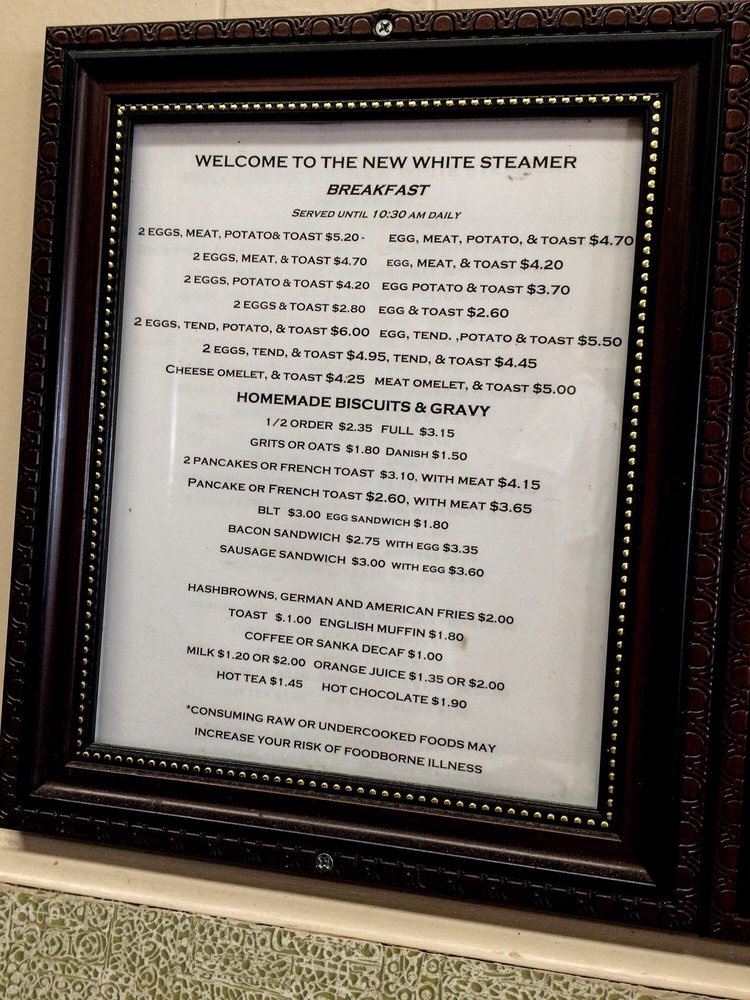 WELCOME TO THE NEW WHITE STEAMER
BREAKFAST
SERVED UNTIL 10:30 AM DAILY
2 EGGS, MEAT, POTATO& TOAST $5.20 - EGG, MEAT, POTATO, & TOAST $4.70
2 EGGS, MEAT, & TOAST $4.70 EGG, MEAT, & TOAST $4.20
2 EGGS, POTATO & TOAST $4.20 EGG POTATO & TOAST $3.70
2 EGGS & TOAST $2.80 EGG & TOAST $2.60
2 EGGS, TEND, POTATO, & TOAST $6.00 EGG, TEND. ,POTATO & TOAST $5.50
2 EGGS, TEND, & TOAST $4.95, TEND, & TOAST $4.45
CHEESE OMELET, & TOAST $4.25 MEAT OMELET, & TOAST $5.00
HOMEMADE BISCUITS & GRAVY
1/2 ORDER $2.35 FULL $3.15
GRITS OR OATS $1.80 DANISH $1.50
2 PANCAKES OR FRENCH TOAST $3.10, WITH MEAT $4.15
PANCAKE OR FRENCH TOAST $2.60, WITH MEAT $3.65
BLT $3.00 EGG SANDWICH $1.80
BACON SANDWICH $2.75 WITH EGG $3.35
SAUSAGE SANDWICH $3.00 WITH EGG $3.60
HASHBROWNS, GERMAN AND AMERICAN FRIES $2.00
TOAST $.1.00 ENGLISH MUFFIN $1.80
COFFEE OR SANKA DECAF $1.00
MILK $1.20 OR $2.00 ORANGE JUICE $1.35 OR $2.00
HOT TEA $1.45 HOT CHOCOLATE $1.90
*CONSUMING RAW OR UNDERCOOKED FOODS MAY
INCREASE YOUR RISK OF FOODBORNE ILLNESS